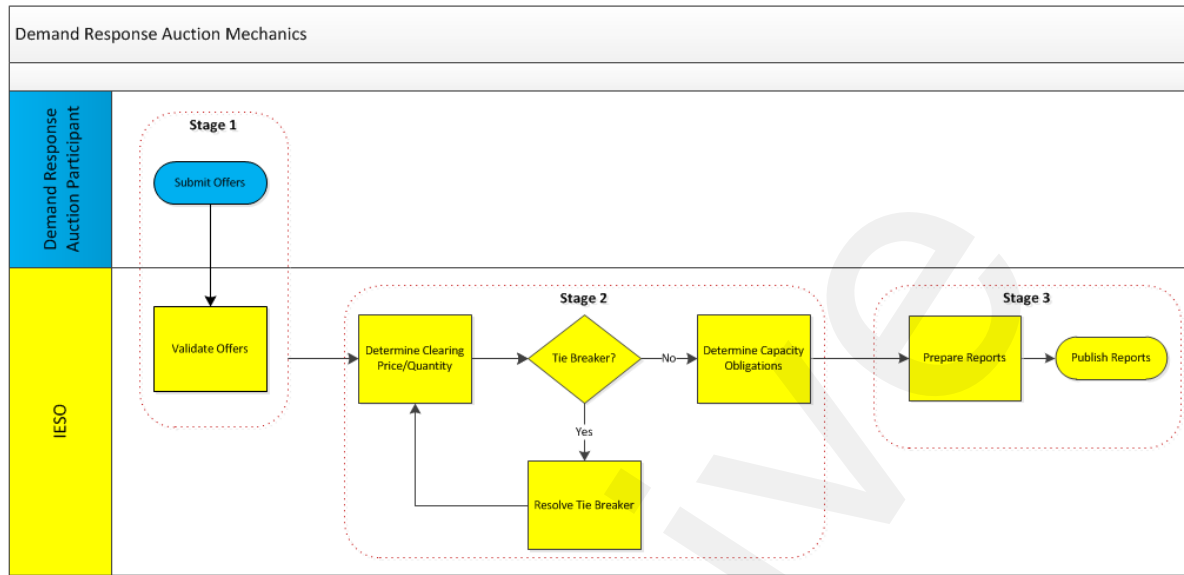 Demand Response Auction Mechanics
Demand Response
Auction Participant
Stage 1
Submit Offers
IESO
Validate Offers
Stage 2
Determine Clearing
Price/Quantity
Tie Breaker?
No
Determine Capacity
Obligations
Yes
Resolve Tie Breaker
Stage 3
Prepare Reports
Publish Reports
ive